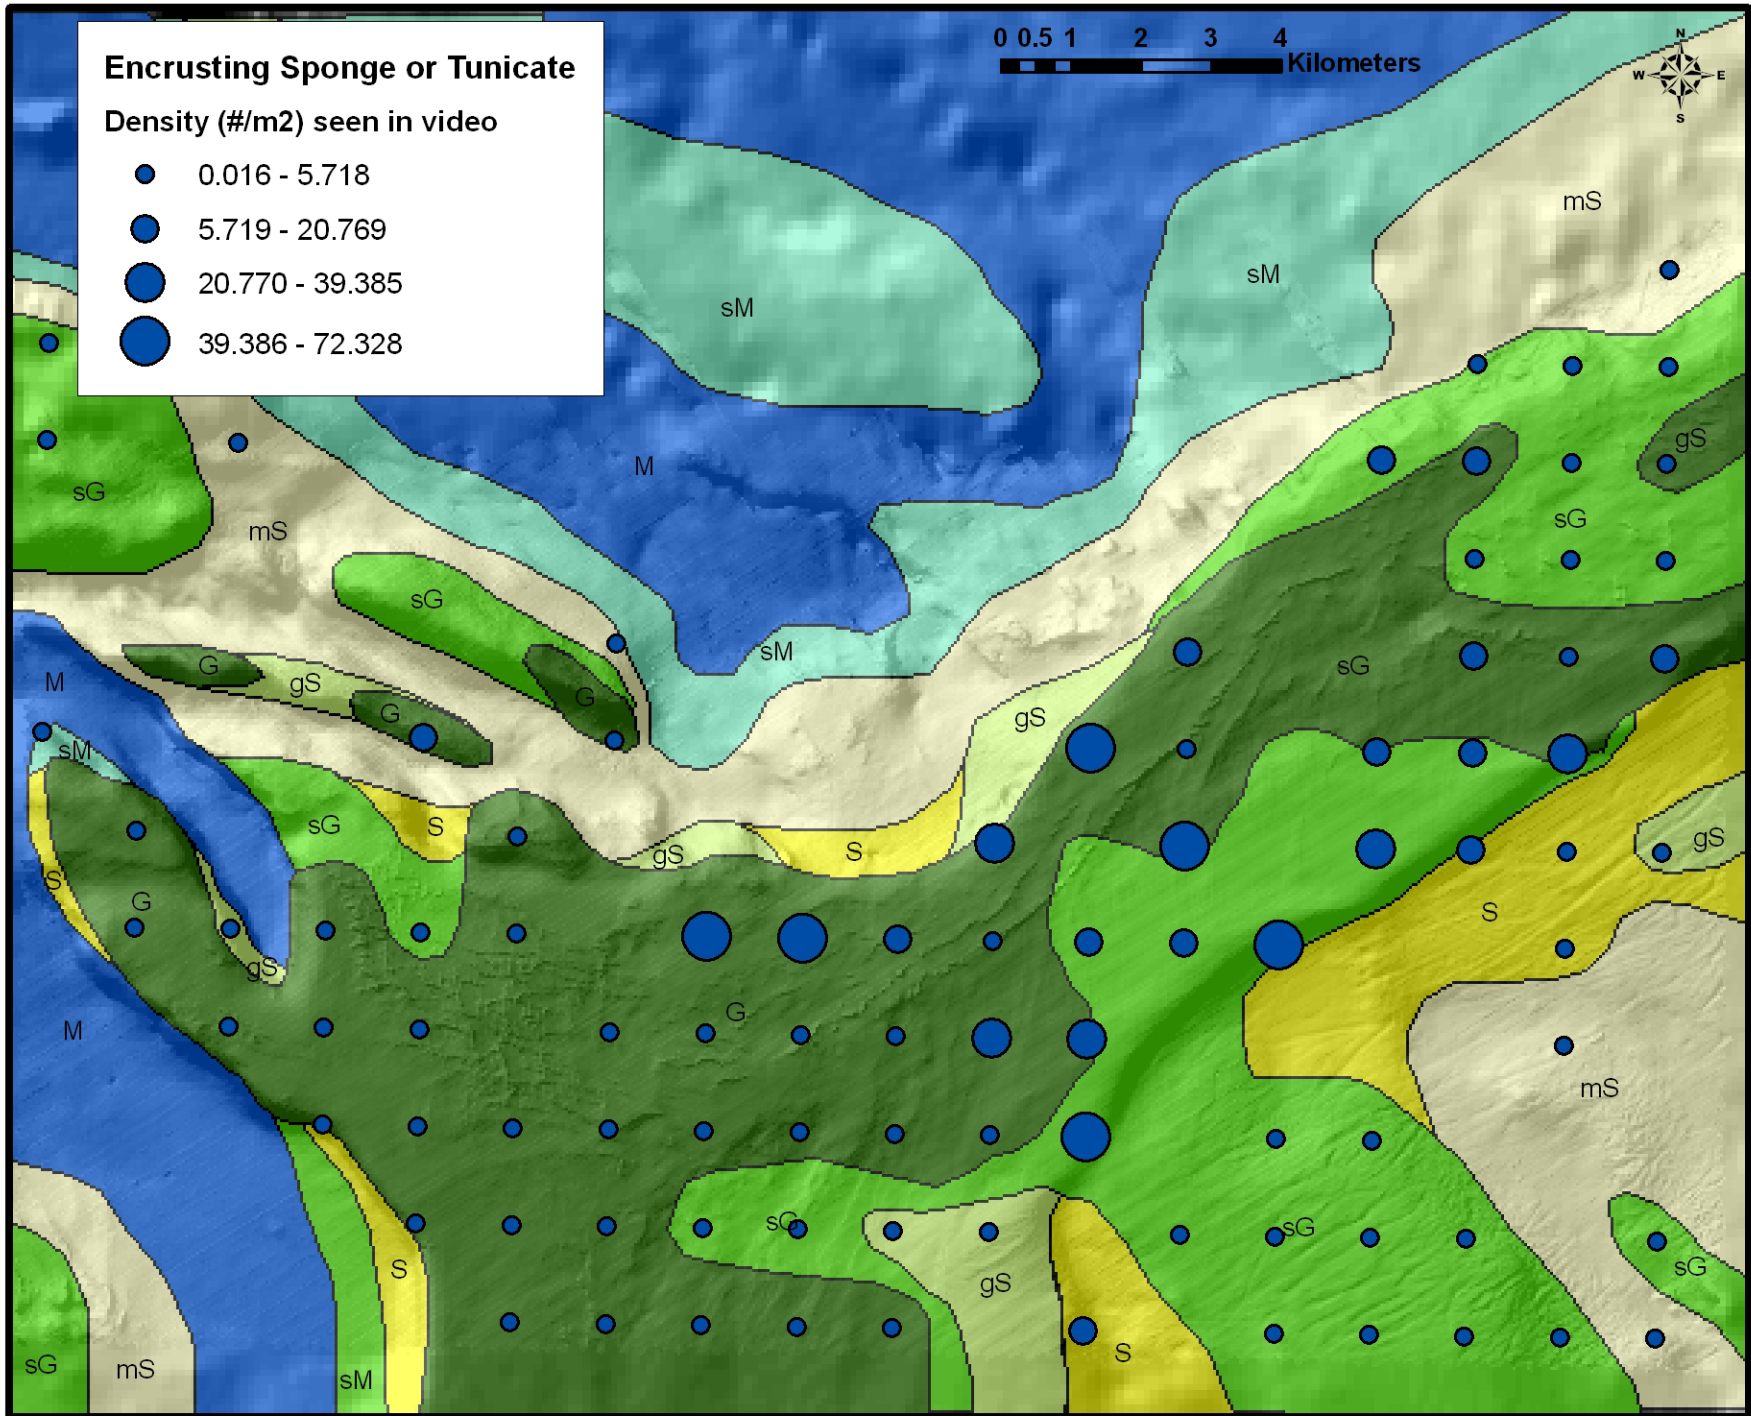 Encrusting Sponge or Tunicate
Density (#/m2) seen in video
0.016 - 5.718
5.719 - 20.769
20.770 - 39.385
39.386 - 72.328
0 0.5 1 2 3 4
Kilometers
N
W E
S
mS
sM
sM
gS
M
sG
sG
mS
sG
sM
G
sG
M
gS
G
G
gS
sM
sG
S
S
gS
gS
S
G
S
gS
G
M
mS
sG
sG
sG
S
gS
S
sG
mS
sM